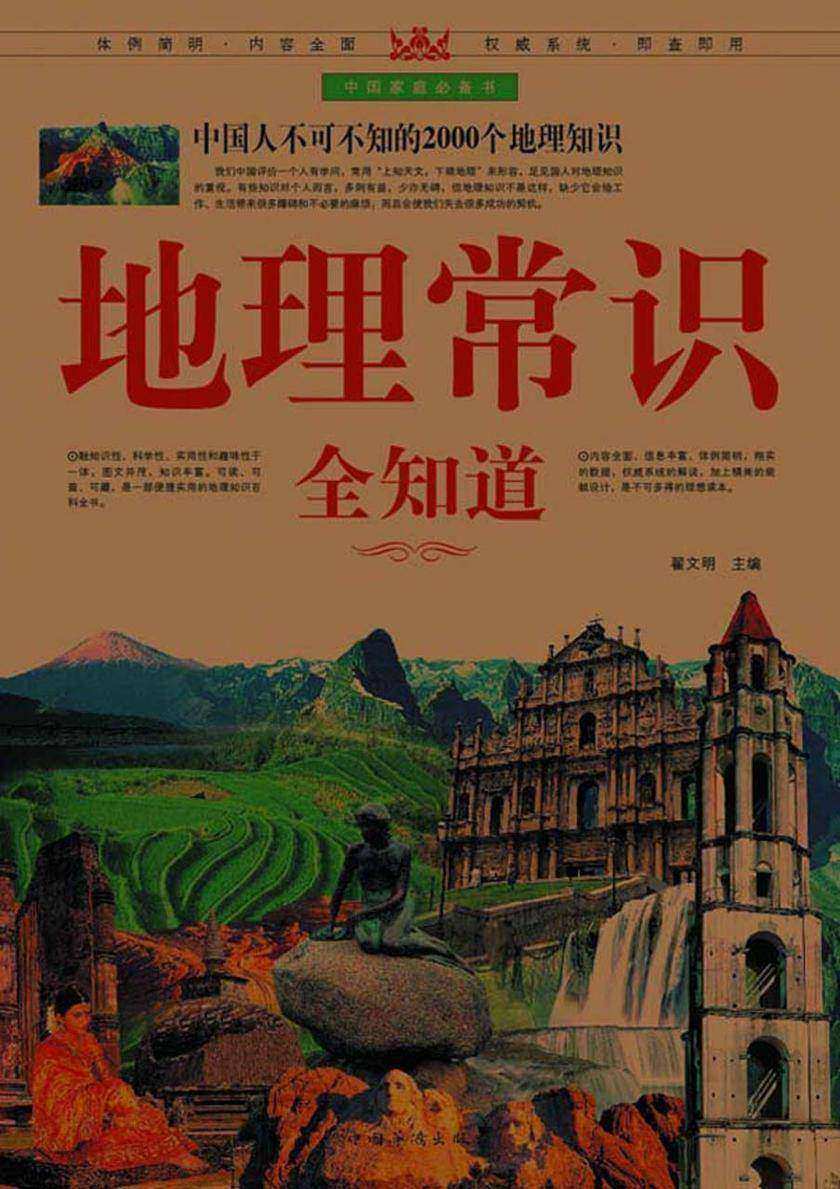 体例简明·内容全面 权威系统·即查即用
中国家庭必备书
中国人不可不知的2000个地理知识
我们中国评价一个人有学问，常用“上知天文，下晓地理”来形容，足见国人对地理知识
的重视。有些知识对个人而言，多则有益，少亦无碍，但地理知识不是这样，缺少它会给工
作、生活带来很多障碍和不必要的麻烦，而且会使我们失去很多成功的契机。
地理常识
全知道
⊙融知识性、科学性、实用性和趣味性于
一体，图文并茂，知识丰富，可读、可
查、可藏，是一部便捷实用的地理知识百
科全书。
⊙内容全面，信息丰富，体例简明，翔实
的数据，权威系统的解说，加上精美的版
式设计，是不可多得的理想读本。
翟文明 主编
中国华侨出版